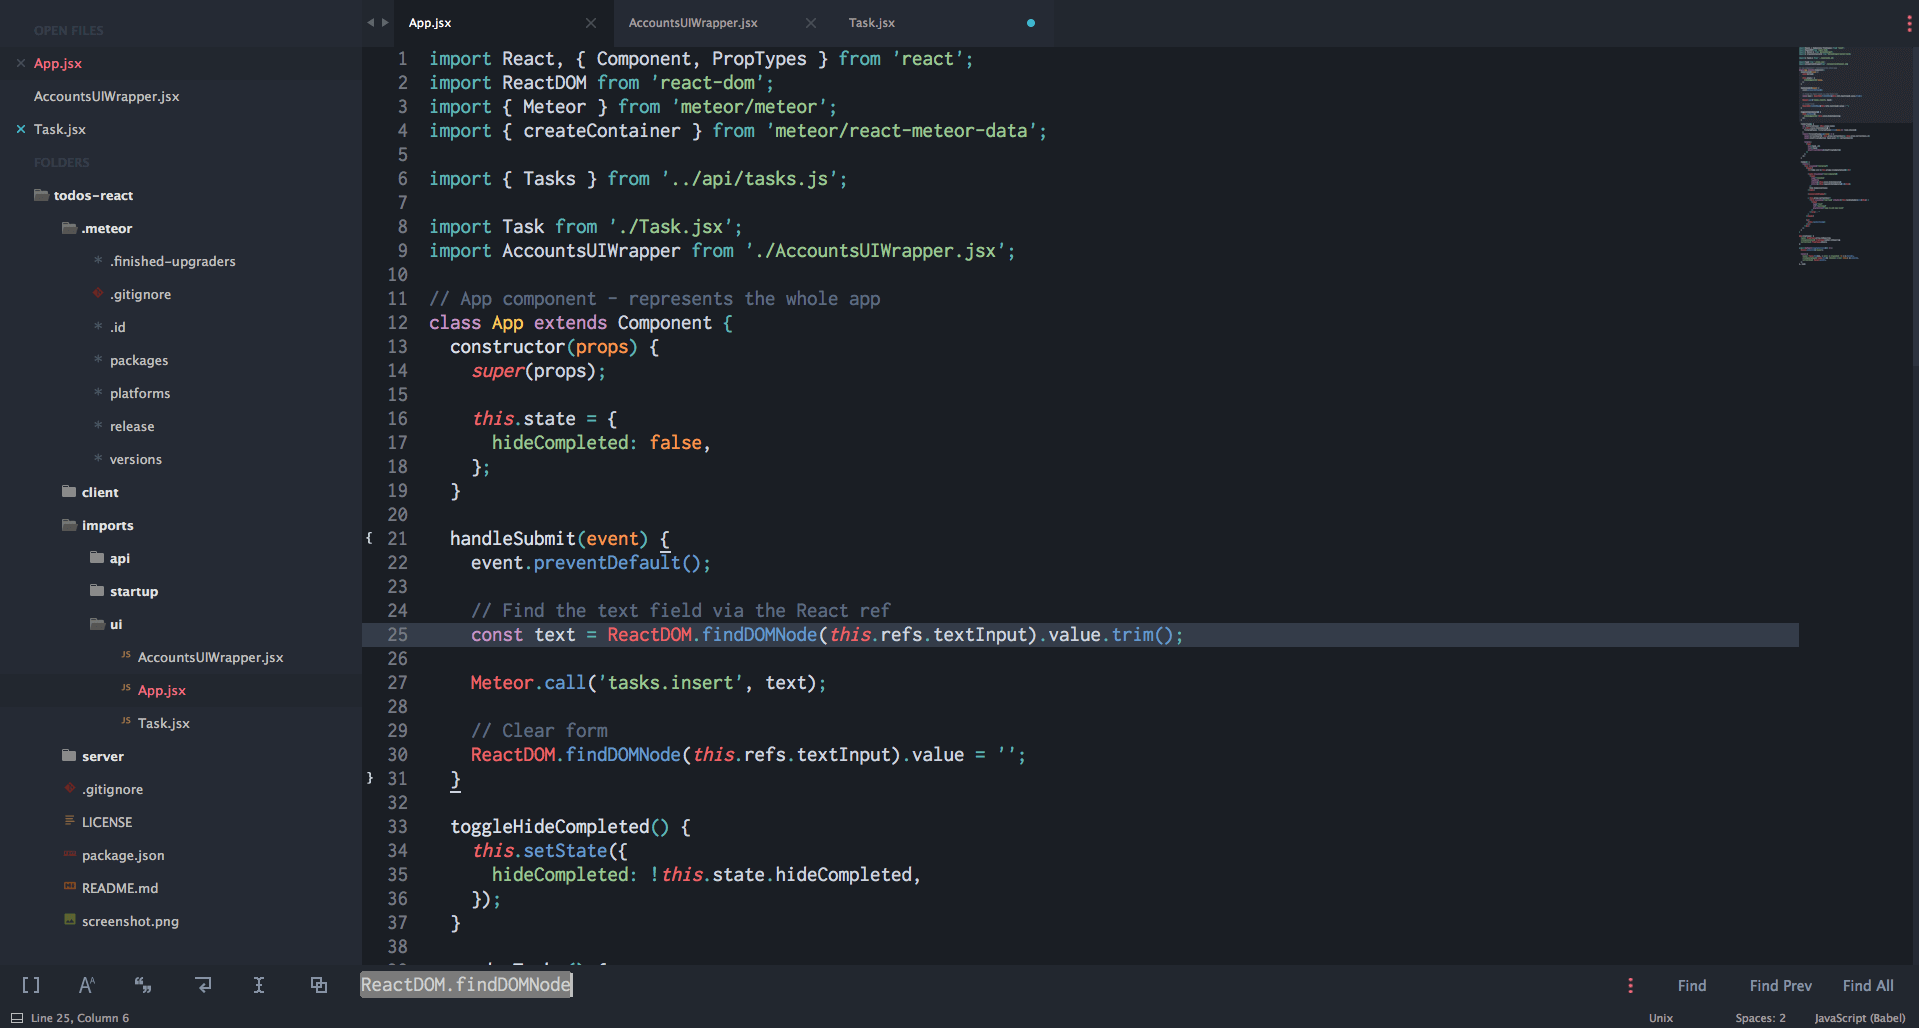 OPEN FILES
App.jsx
AccountsUIWrapper.jsx
Task.jsx
FOLDERS
todos-react
.meteor
.finished-upgraders
.gitignore
.id
packages
platforms
release
versions
client
imports
api
startup
ui
JS AccountsUIWrapper.jsx
JS App.jsx
JS Task.jsx
server
.gitignore
LICENSE
package.json
README.md
screenshot.png
App.jsx
AccountsUIWrapper.jsx
Task.jsx
1 import React, { Component, PropTypes } from 'react';
2 import ReactDOM from 'react-dom';
3 import { Meteor } from 'meteor/meteor';
4 import { createContainer } from 'meteor/react-meteor-data';
5
6 import { Tasks } from '../api/tasks.js';
7
8 import Task from './Task.jsx';
9 import AccountsUIWrapper from './AccountsUIWrapper.jsx';
10
11 // App component - represents the whole app
12 class App extends Component {
13 constructor(props) {
14 super(props);
15
16 this.state = {
17 hideCompleted: false,
18 };
19 }
20
{ 21 handleSubmit(event) {
22 event.preventDefault();
23
24 // Find the text field via the React ref
25 const text = ReactDOM.findDOMNode(this.refs.textInput).value.trim();
26
27 Meteor.call('tasks.insert', text);
28
29 // Clear form
30 ReactDOM.findDOMNode(this.refs.textInput).value = '';
} 31 }
32
33 toggleHideCompleted() {
34 this.setState({
35 hideCompleted: !this.state.hideCompleted,
36 });
37 }
38
ReactDOM.findDOMNode
Find
Find Prev
Find All
Line 25, Column 6
Unix
Spaces: 2
JavaScript (Babel)